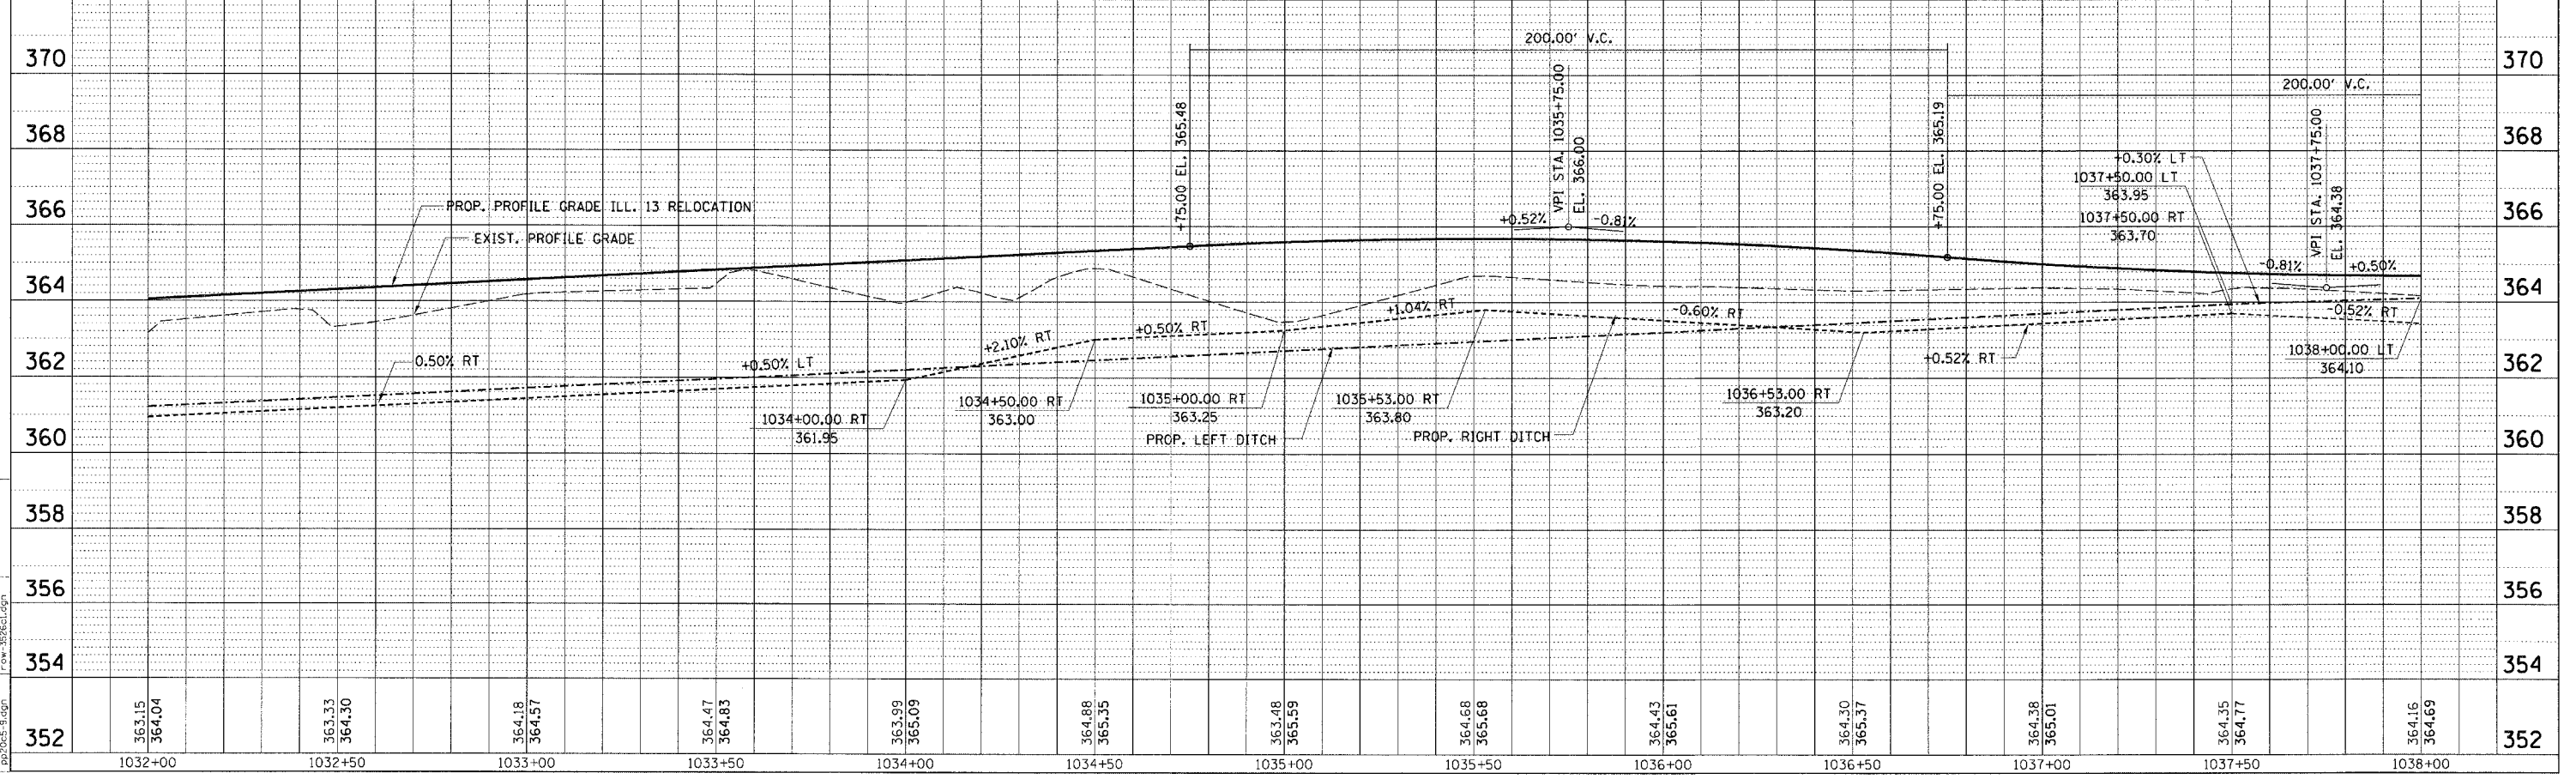 200.00' V.C.
370
370
200.00' V.C.
+75.00 EL. 365.48
VPI STA. 1035+75.00
EL. 366.00
+75.00 EL. 365.19
VPI STA. 1037+75.00
EL. 364.38
368
368
+0.30% LT
1037+50.00 LT
363.95
PROP. PROFILE GRADE ILL. 13 RELOCATION
366
366
+0.52%
-0.81%
1037+50.00 RT
363.70
EXIST. PROFILE GRADE
-0.81%
+0.50%
364
364
+1.04% RT
-0.60% RT
-0.52% RT
+0.50% RT
+2.10% RT
0.50% RT
+0.50% LT
+0.52% RT
1038+00.00 LT
364.10
362
362
1034+00.00 RT
361.95
1034+50.00 RT
363.00
1035+00.00 RT
363.25
1035+53.00 RT
363.80
1036+53.00 RT
363.20
PROP. LEFT DITCH
PROP. RIGHT DITCH
360
360
358
358
356
356
354
354
352
352
363.15
364.04
363.33
364.30
364.18
364.57
364.47
364.83
363.99
365.09
364.88
365.35
363.48
365.59
364.68
365.68
364.43
365.61
364.30
365.37
364.38
365.01
364.35
364.77
364.16
364.69
1032+00
1032+50
1033+00
1033+50
1034+00
1034+50
1035+00
1035+50
1036+00
1036+50
1037+00
1037+50
1038+00